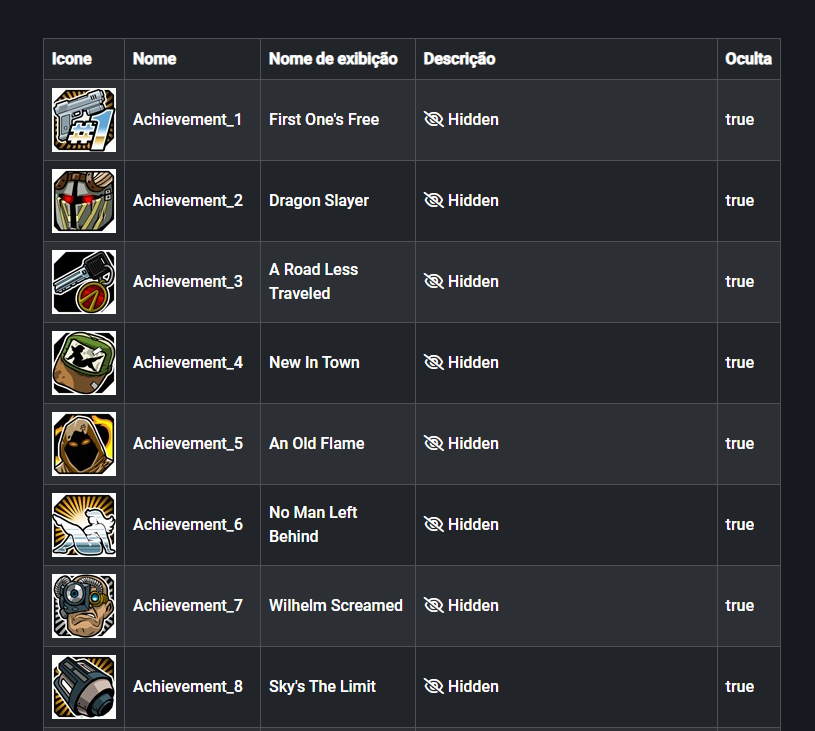 Icone Nome Nome de exibição Descrição Oculta
#1
Achievement_1 First One's Free Hidden true
Achievement_2 Dragon Slayer Hidden true
Achievement_3 A Road Less Traveled Hidden true
Achievement_4 New In Town Hidden true
Achievement_5 An Old Flame Hidden true
Achievement_6 No Man Left Behind Hidden true
Achievement_7 Wilhelm Screamed Hidden true
Achievement_8 Sky's The Limit Hidden true